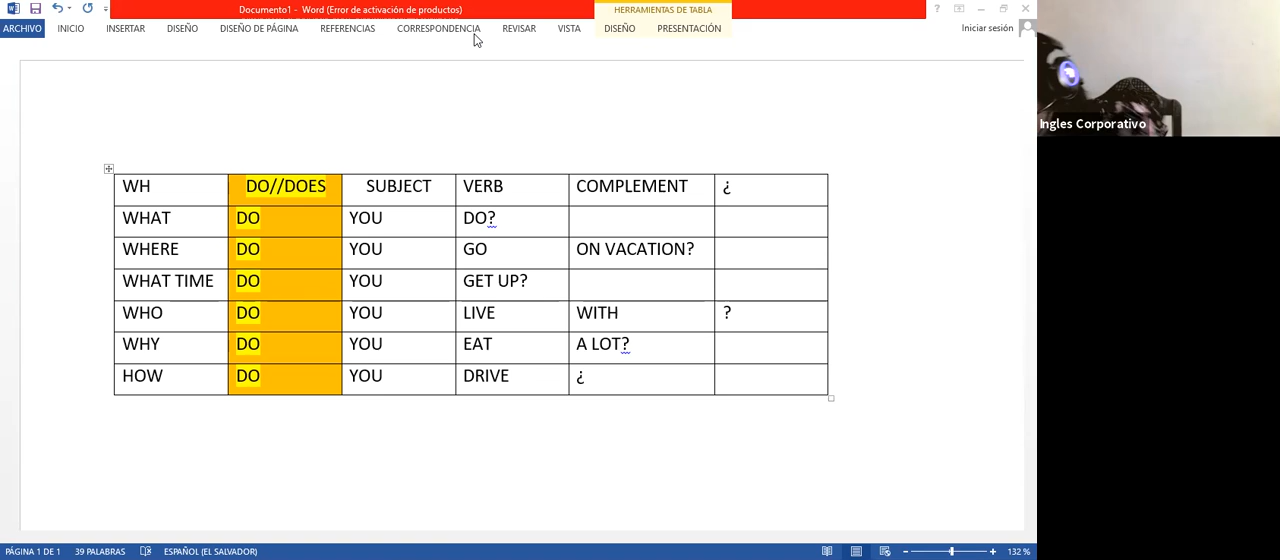 Documento1 - Word (Error de activación de productos)
HERRAMIENTAS DE TABLA
?
ARCHIVO INICIO INSERTAR DISEÑO DISEÑO DE PÁGINA REFERENCIAS CORRESPONDENCIA REVISAR VISTA DISEÑO PRESENTACIÓN Iniciar sesión
Ingles Corporativo
WH DO//DOES SUBJECT VERB COMPLEMENT ¿
WHAT DO YOU DO?
WHERE DO YOU GO ON VACATION?
WHAT TIME DO YOU GET UP?
WHO DO YOU LIVE WITH ?
WHY DO YOU EAT A LOT?
HOW DO YOU DRIVE ¿
PÁGINA 1 DE 1 39 PALABRAS ESPAÑOL (EL SALVADOR) 132 %